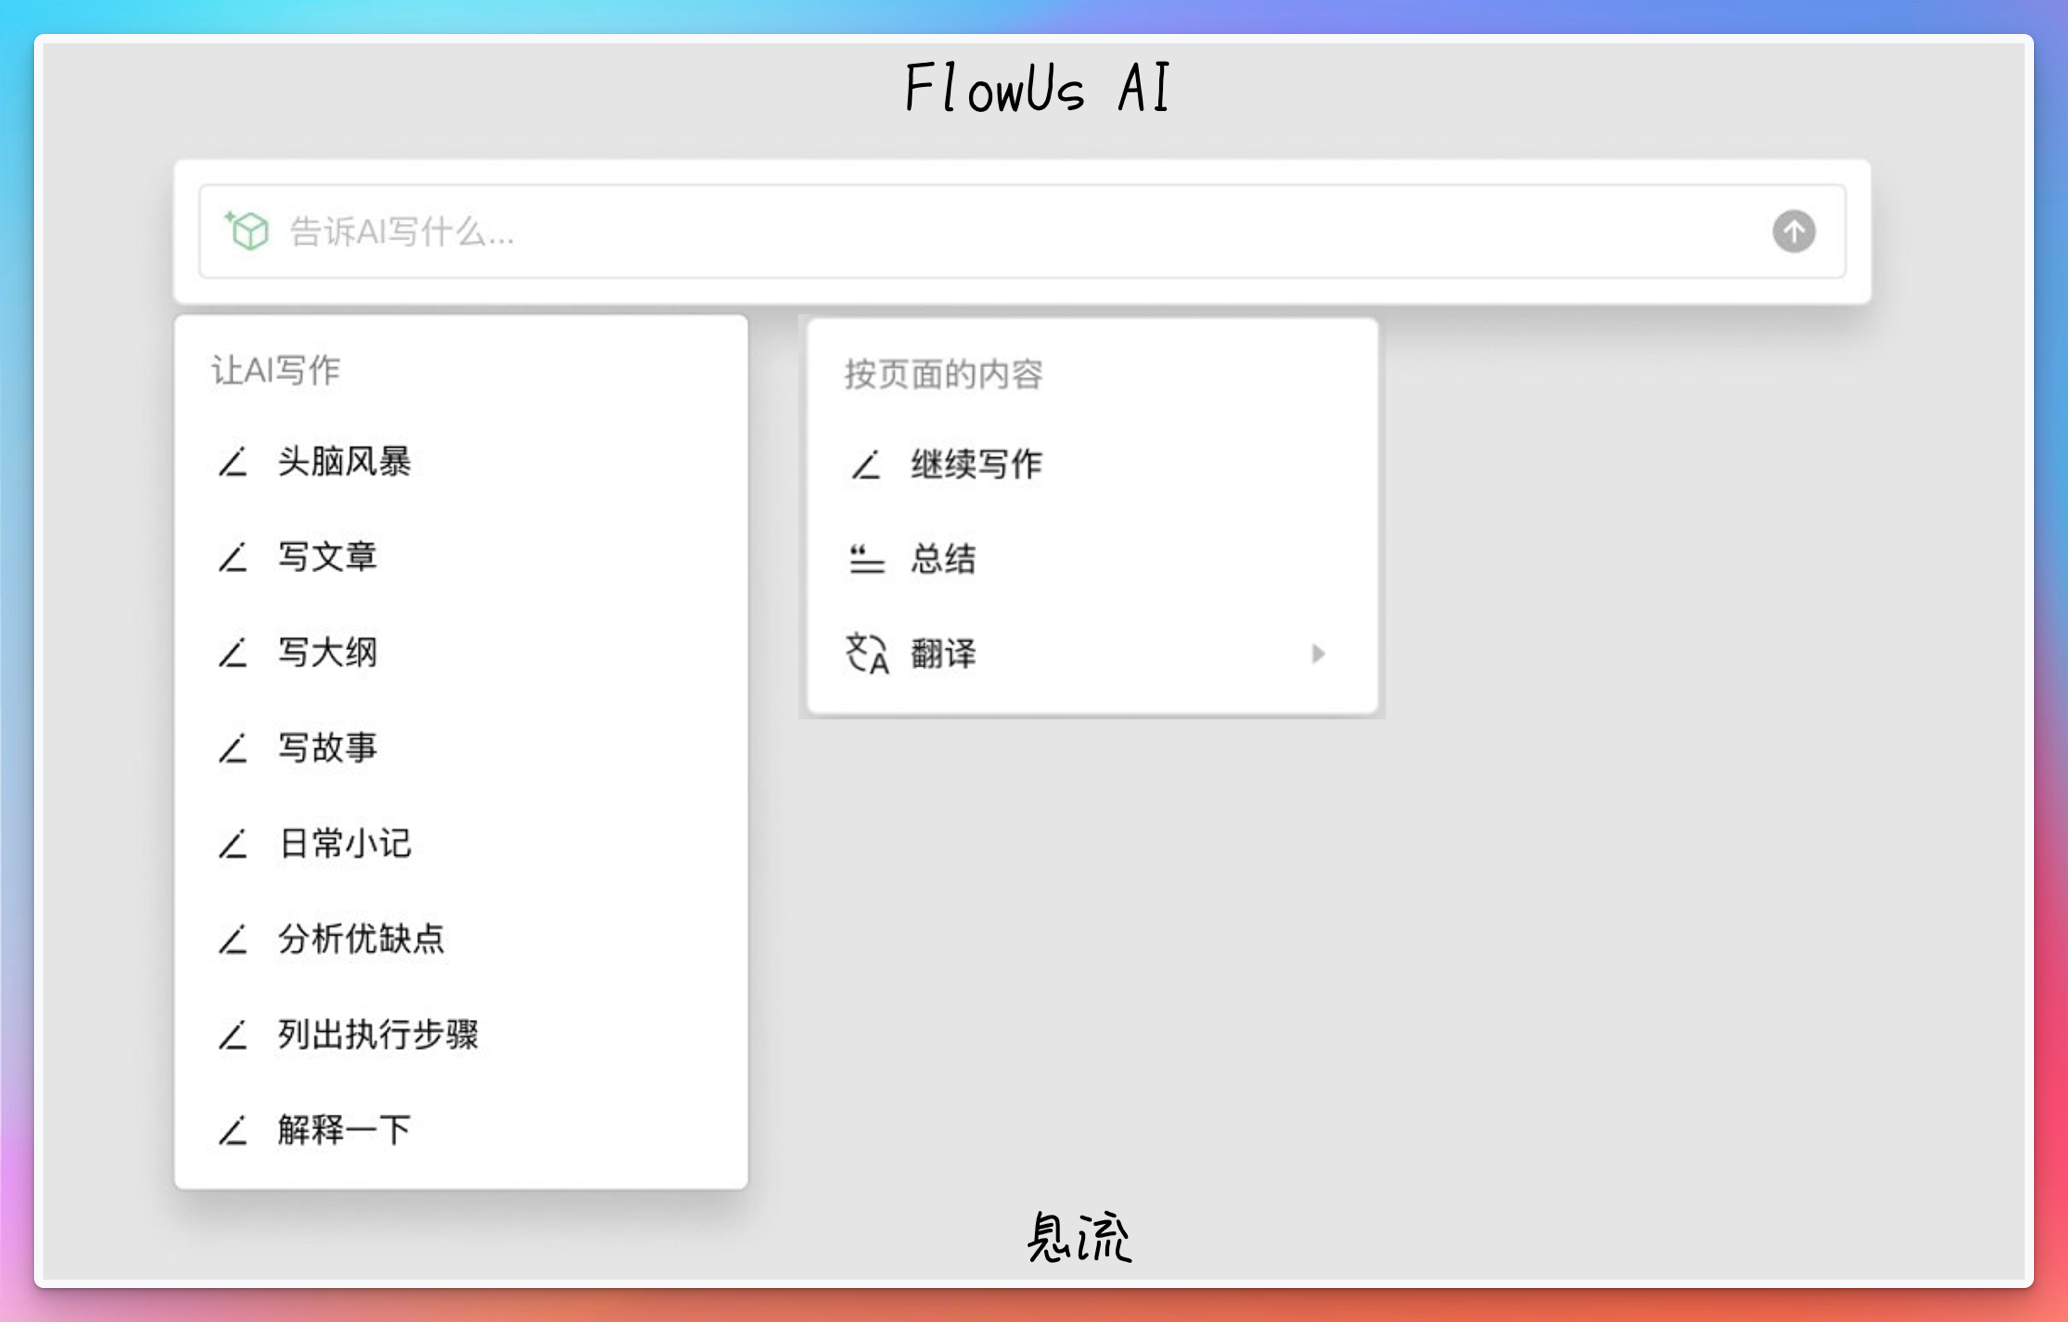 FlowUs AI
告诉AI写什么...
让AI写作
头脑风暴
写文章
写大纲
写故事
日常小记
分析优缺点
列出执行步骤
解释一下
按页面的内容
继续写作
总结
翻译
息流